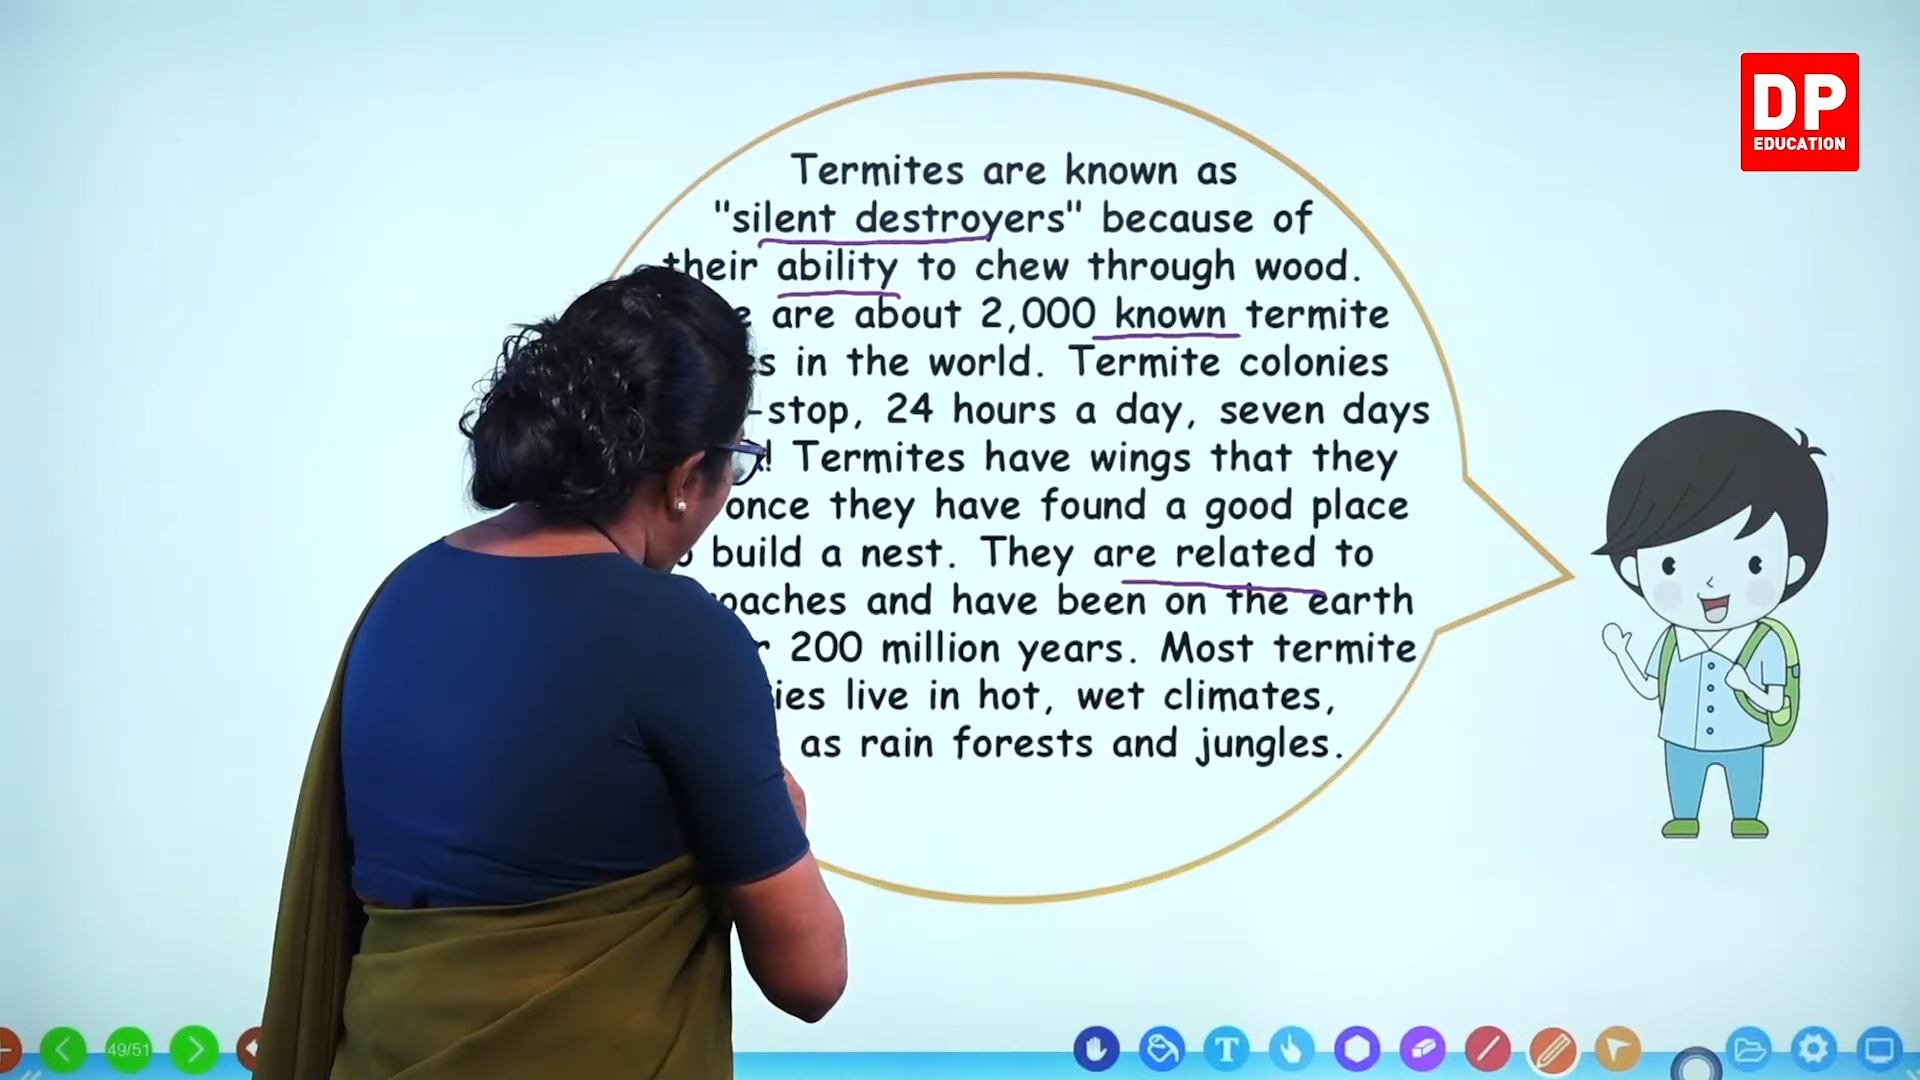 DP
EDUCATION
Termites are known as
"silent destroyers" because of
their ability to chew through wood.
are about 2,000 known termite
in the world. Termite colonies
-stop, 24 hours a day, seven days
! Termites have wings that they
once they have found a good place
build a nest. They are related to
and have been on the earth
200 million years. Most termite
live in hot, wet climates,
as rain forests and jungles.
49/51
T